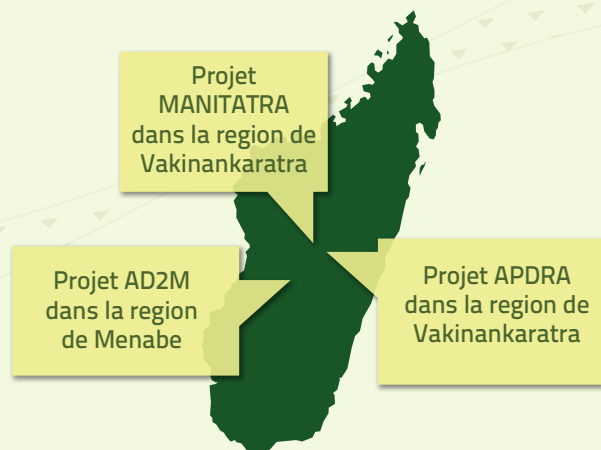 Projet
MANITATRA
dans la region de
Vakinankaratra
Projet AD2M
dans la region
de Menabe
Projet APDRA
dans la region de
Vakinankaratra